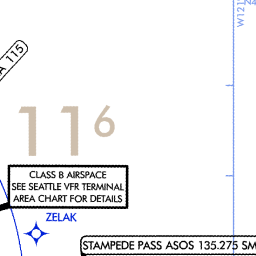 W121
A 115
11 6
CLASS B AIRSPACE
SEE SEATTLE VFR TERMINAL
AREA CHART FOR DETAILS
ZELAK
STAMPEDE PASS ASOS 135.275 SM